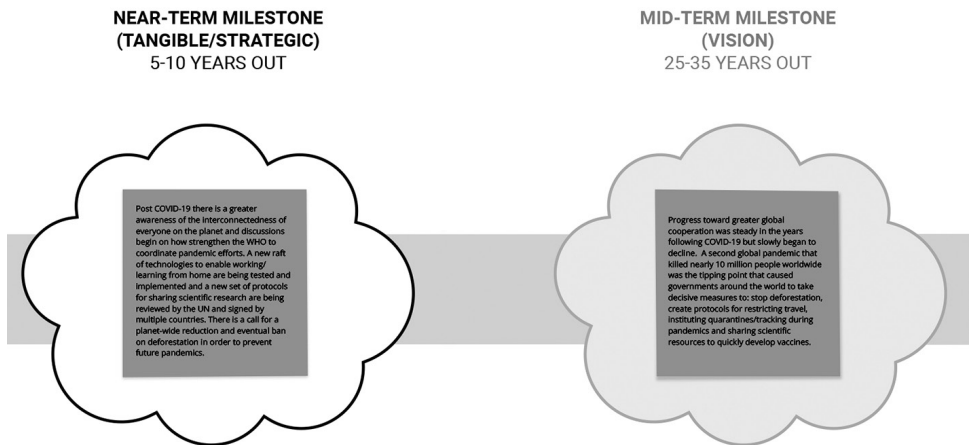 NEAR-TERM MILESTONE
(TANGIBLE/STRATEGIC)
5-10 YEARS OUT
Post COVID-19 there is a greater
awareness of the interconnectedness of
everyone on the planet and discussions
begin on how strengthen the WHO to
coordinate pandemic efforts. A new raft
of technologies to enable working/
learning from home are being tested and
implemented and a new set of protocols
for sharing scientific research are being
reviewed by the UN and signed by
multiple countries. There is a call for a
planet-wide reduction and eventual ban
on deforestation in order to prevent
future pandemics.
MID-TERM MILESTONE
(VISION)
25-35 YEARS OUT
Progress toward greater global
cooperation was steady in the years
following COVID-19 but slowly began to
decline. A second global pandemic that
killed nearly 10 million people worldwide
was the tipping point that caused
governments around the world to take
decisive measures to: stop deforestation,
create protocols for restricting travel,
instituting quarantines/tracking during
pandemics and sharing scientific
resources to quickly develop vaccines.